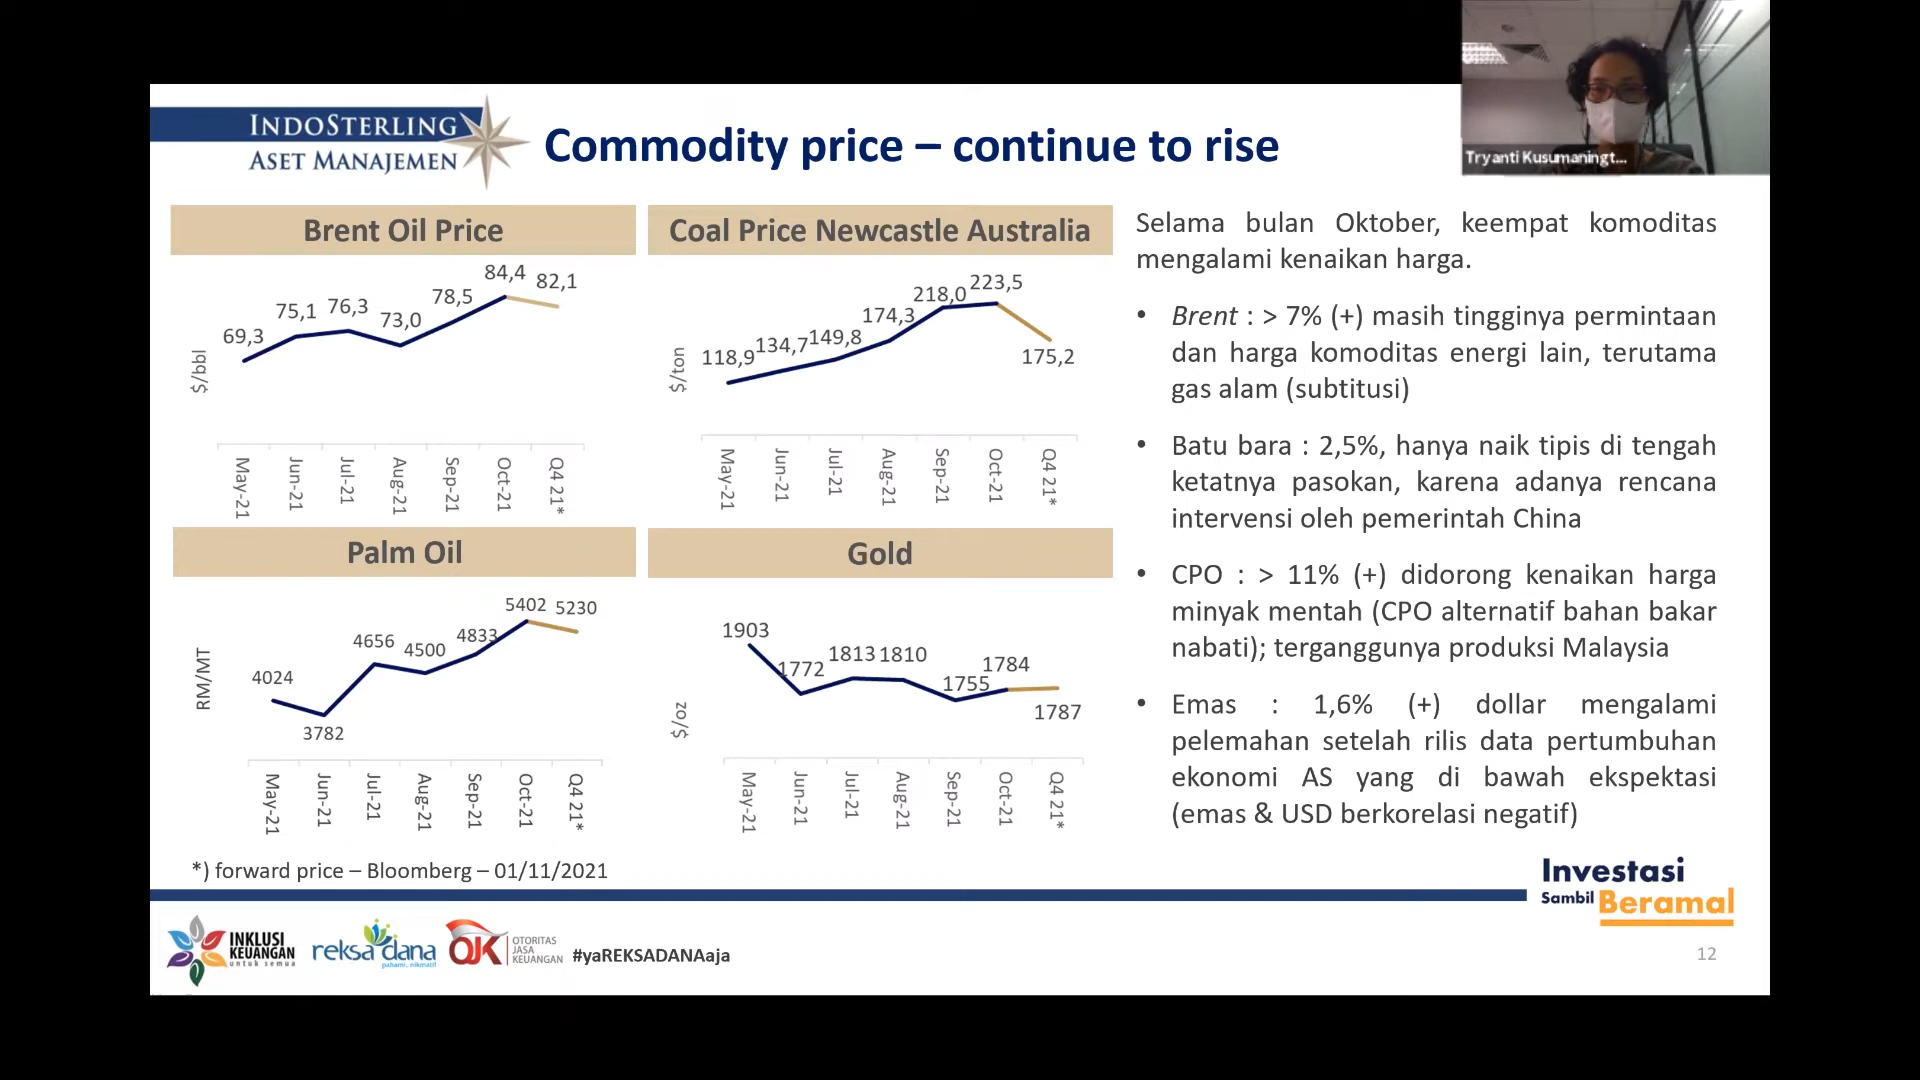 INDOSTERLING
ASET MANAJEMEN
Commodity price – continue to rise
Tryanti Kusumaningt...
Brent Oil Price
$/bbl
69,3
75,1
76,3
73,0
78,5
84,4
82,1
May-21
Jun-21
Jul-21
Aug-21
Sep-21
Oct-21
Q4 21*
Coal Price Newcastle Australia
$/ton
118,9
134,7
149,8
174,3
218,0
223,5
175,2
May-21
Jun-21
Jul-21
Aug-21
Sep-21
Oct-21
Q4 21*
Palm Oil
RM/MT
4024
3782
4656
4500
4833
5402
5230
May-21
Jun-21
Jul-21
Aug-21
Sep-21
Oct-21
Q4 21*
Gold
$/oz
1903
1772
1813
1810
1755
1784
1787
May-21
Jun-21
Jul-21
Aug-21
Sep-21
Oct-21
Q4 21*
Selama bulan Oktober, keempat komoditas
mengalami kenaikan harga.
• Brent : > 7% (+) masih tingginya permintaan
dan harga komoditas energi lain, terutama
gas alam (subtitusi)
• Batu bara : 2,5%, hanya naik tipis di tengah
ketatnya pasokan, karena adanya rencana
intervensi oleh pemerintah China
• CPO : > 11% (+) didorong kenaikan harga
minyak mentah (CPO alternatif bahan bakar
nabati); terganggunya produksi Malaysia
• Emas : 1,6% (+) dollar mengalami
pelemahan setelah rilis data pertumbuhan
ekonomi AS yang di bawah ekspektasi
(emas & USD berkorelasi negatif)
*) forward price – Bloomberg – 01/11/2021
Investasi
Sambil Beramal
INKLUSI
KEUANGAN
untuk semua
reksa dana
pahami, nikmati
OJK
OTORITAS
JASA
KEUANGAN
#yaREKSADANAaja
12